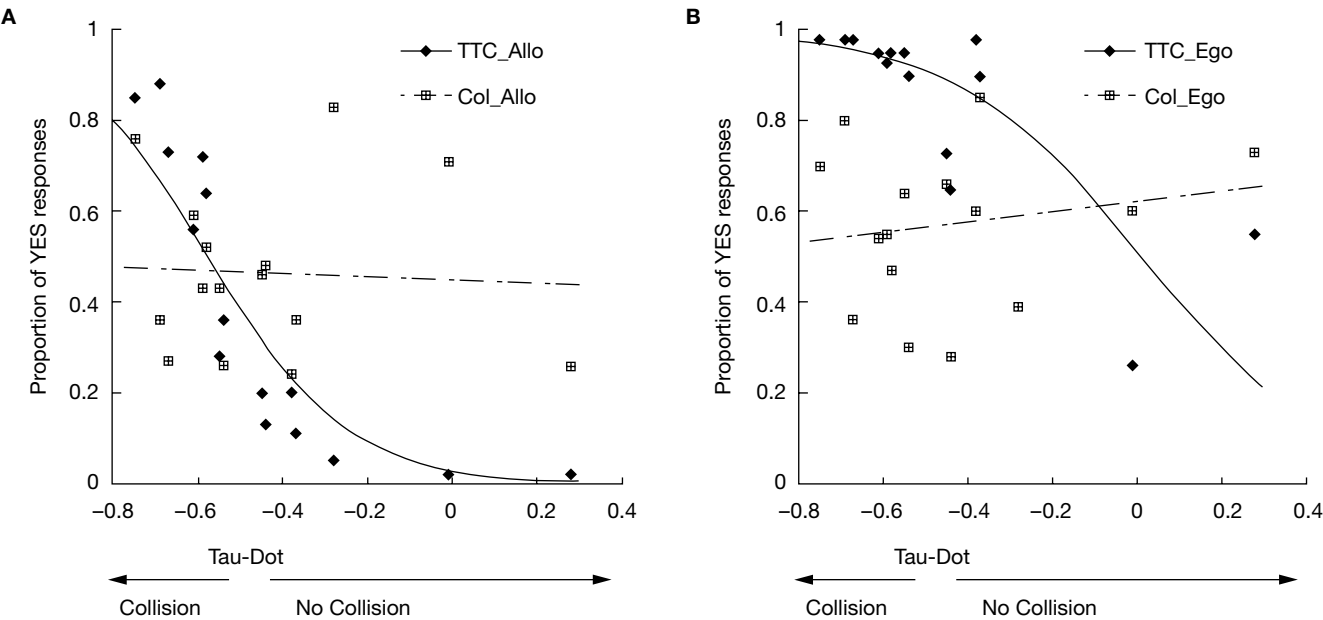 A
1
0.8
0.6
0.4
0.2
0
Proportion of YES responses
TTC_Allo
Col_Allo
−0.8 −0.6 −0.4 −0.2 0 0.2 0.4
Tau-Dot
Collision No Collision
B
1
0.8
0.6
0.4
0.2
0
Proportion of YES responses
TTC_Ego
Col_Ego
−0.8 −0.6 −0.4 −0.2 0 0.2 0.4
Tau-Dot
Collision No Collision